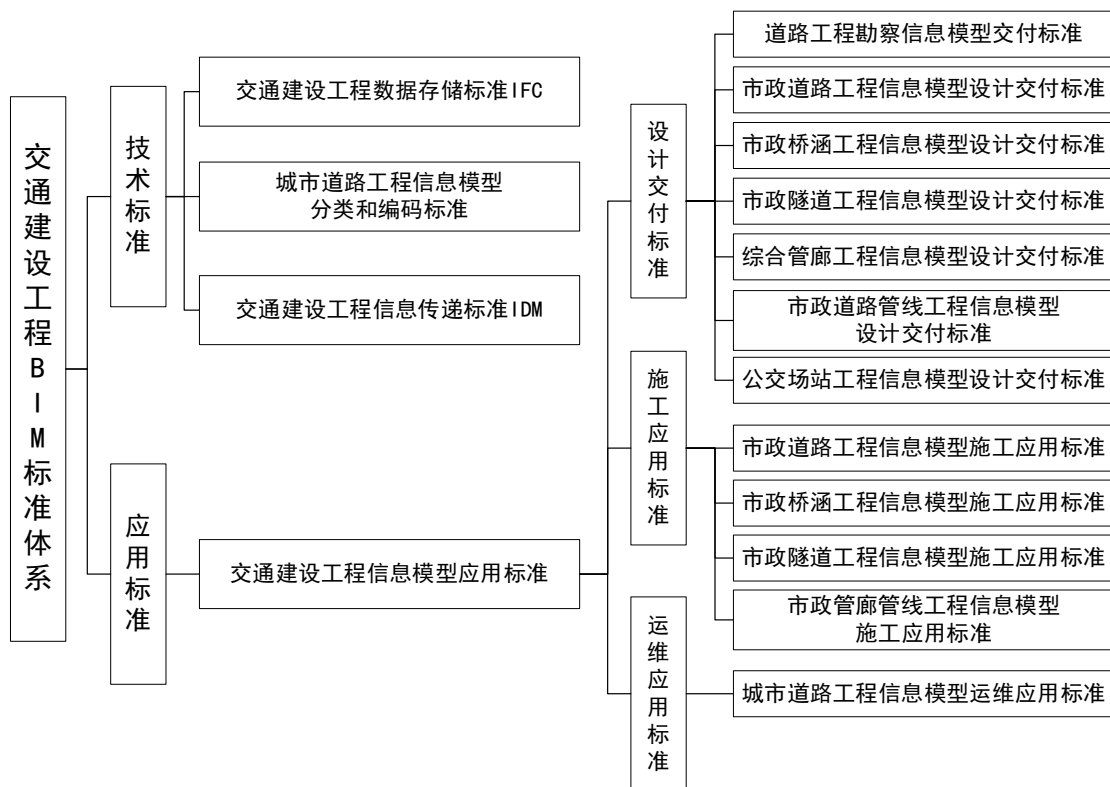 交通建设工程BIM标准体系
技术标准
交通建设工程数据存储标准IFC
城市道路工程信息模型
分类和编码标准
交通建设工程信息传递标准IDM
应用标准
交通建设工程信息模型应用标准
设计交付标准
道路工程勘察信息模型交付标准
市政道路工程信息模型设计交付标准
市政桥涵工程信息模型设计交付标准
市政隧道工程信息模型设计交付标准
综合管廊工程信息模型设计交付标准
市政道路管线工程信息模型
设计交付标准
公交场站工程信息模型设计交付标准
施工应用标准
市政道路工程信息模型施工应用标准
市政桥涵工程信息模型施工应用标准
市政隧道工程信息模型施工应用标准
市政管廊管线工程信息模型
施工应用标准
运维应用标准
城市道路工程信息模型运维应用标准